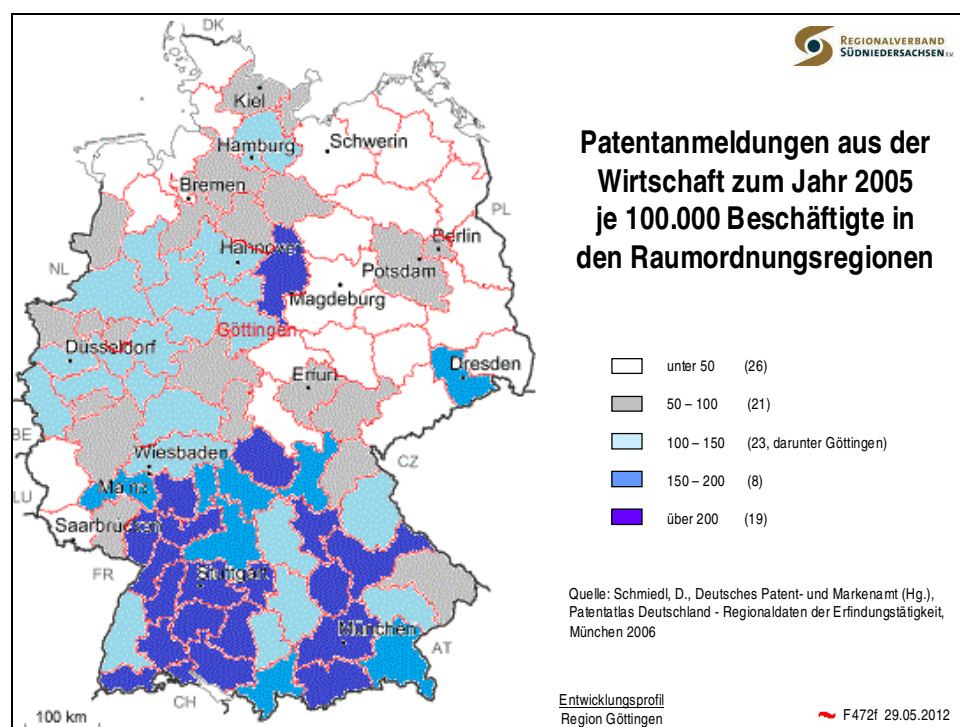 REGIONALVERBAND
SÜDNIEDERSACHSEN E.V.
Patentanmeldungen aus der
Wirtschaft zum Jahr 2005
je 100.000 Beschäftigte in
den Raumordnungsregionen
unter 50 (26)
50 – 100 (21)
100 – 150 (23, darunter Göttingen)
150 – 200 (8)
über 200 (19)
Quelle: Schmiedl, D., Deutsches Patent- und Markenamt (Hg.),
Patentatlas Deutschland - Regionaldaten der Erfindungstätigkeit,
München 2006
Entwicklungsprofil
Region Göttingen
F472f 29.05.2012
DK
Kiel
Hamburg
Schwerin
Bremen
PL
Berlin
Hannover
NL
Potsdam
Magdeburg
Göttingen
Düsseldorf
Dresden
Erfurt
BE
Wiesbaden
CZ
Mainz
LU
Saarbrücken
FR
Stuttgart
München
AT
CH
100 km